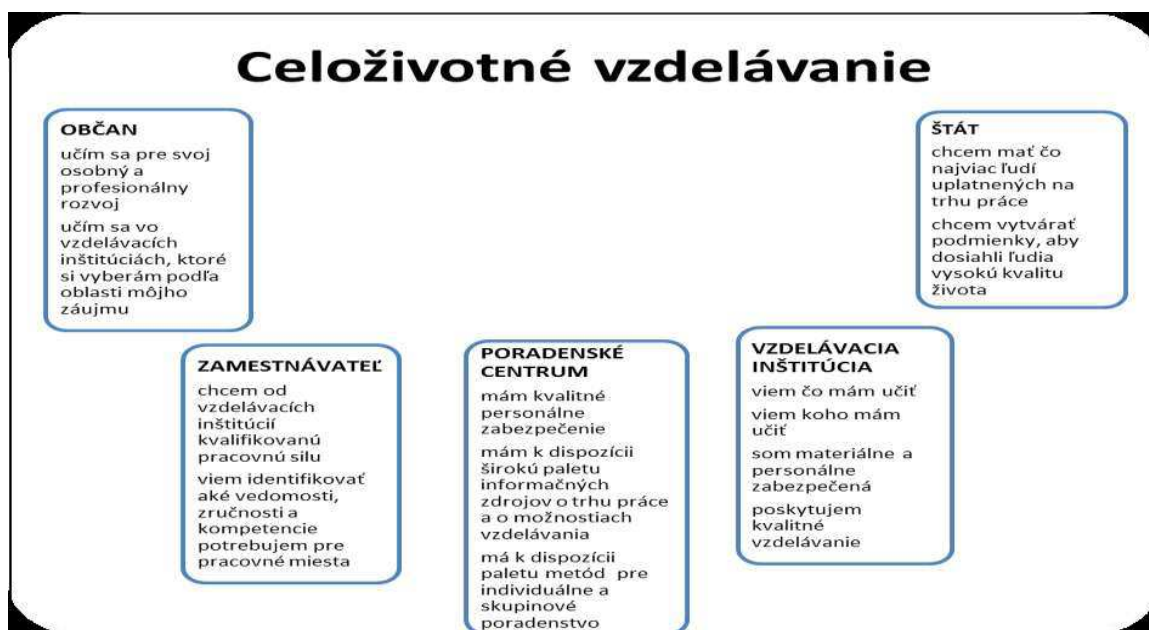 Celoživotné vzdelávanie
OBČAN
učím sa pre svoj
osobný a
profesionálny
rozvoj
učím sa vo
vzdelávacích
inštitúciách, ktoré
si vyberám podľa
oblasti môjho
záujmu
ZAMESTNÁVATEĽ
chcem od
vzdelávacích
inštitúcií
kvalifikovanú
pracovnú silu
viem identifikovať
aké vedomosti,
zručnosti a
kompetencie
potrebujem pre
pracovné miesta
PORADENSKÉ
CENTRUM
mám kvalitné
personálne
zabezpečenie
mám k dispozícii
širokú paletu
informačných
zdrojov o trhu práce
a o možnostiach
vzdelávania
má k dispozícii
paletu metód pre
individuálne a
skupinové
poradenstvo
VZDELÁVACIA
INŠTITÚCIA
viem čo mám učiť
viem koho mám
učiť
som materiálne a
personálne
zabezpečená
poskytujem
kvalitné
vzdelávanie
ŠTÁT
chcem mať čo
najviac ľudí
uplatnených na
trhu práce
chcem vytvárať
podmienky, aby
dosiahli ľudia
vysokú kvalitu
života